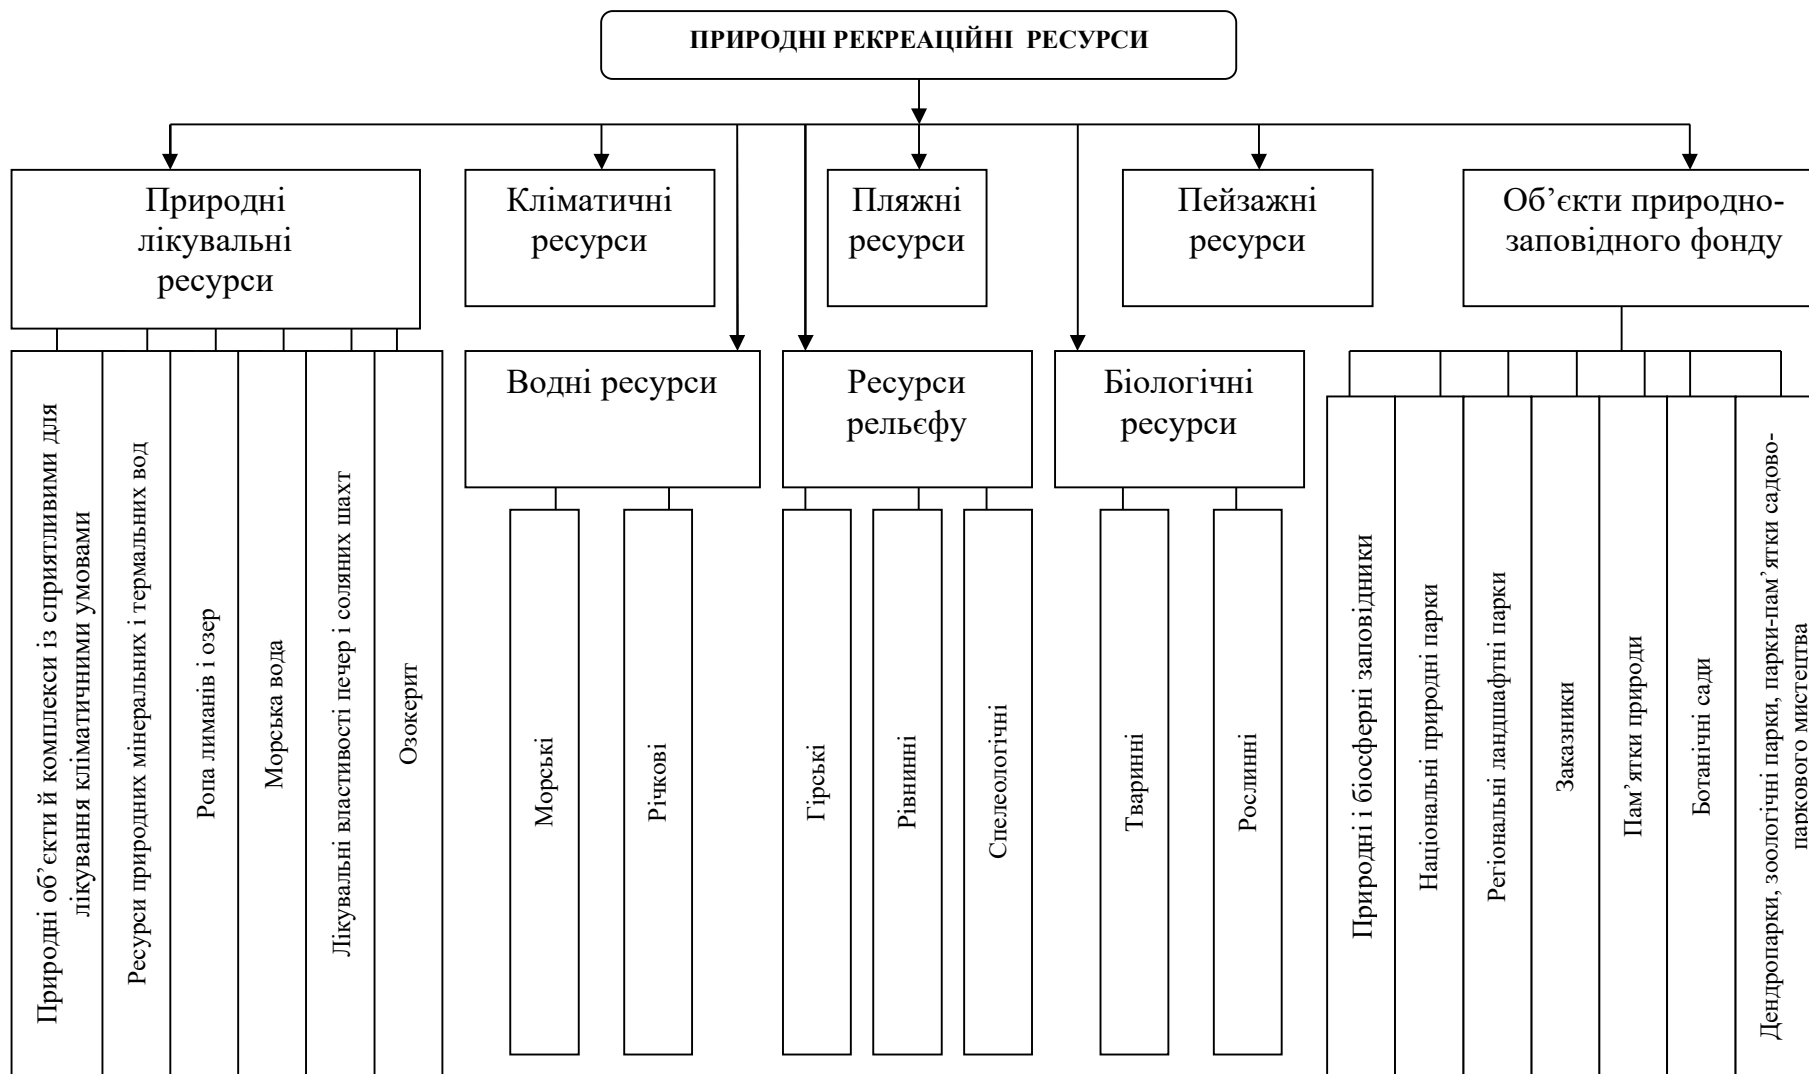 ПРИРОДНІ РЕКРЕАЦІЙНІ РЕСУРСИ
Природні
лікувальні
ресурси
Кліматичні
ресурси
Пляжні
ресурси
Пейзажні
ресурси
Об’єкти природно-
заповідного фонду
Водні ресурси
Ресурси
рельєфу
Біологічні
ресурси
Природні об’єкти й комплекси із сприятливими для
лікування кліматичними умовами
Ресурси природних мінеральних і термальних вод
Ропа лиманів і озер
Морська вода
Лікувальні властивості печер і соляних шахт
Озокерит
Морські
Річкові
Гірські
Рівнинні
Спелеологічні
Тваринні
Рослинні
Природні і біосферні заповідники
Національні природні парки
Регіональні ландшафтні парки
Заказники
Пам’ятки природи
Ботанічні сади
Дендропарки, зоологічні парки, парки-пам’ятки садово-
паркового мистецтва